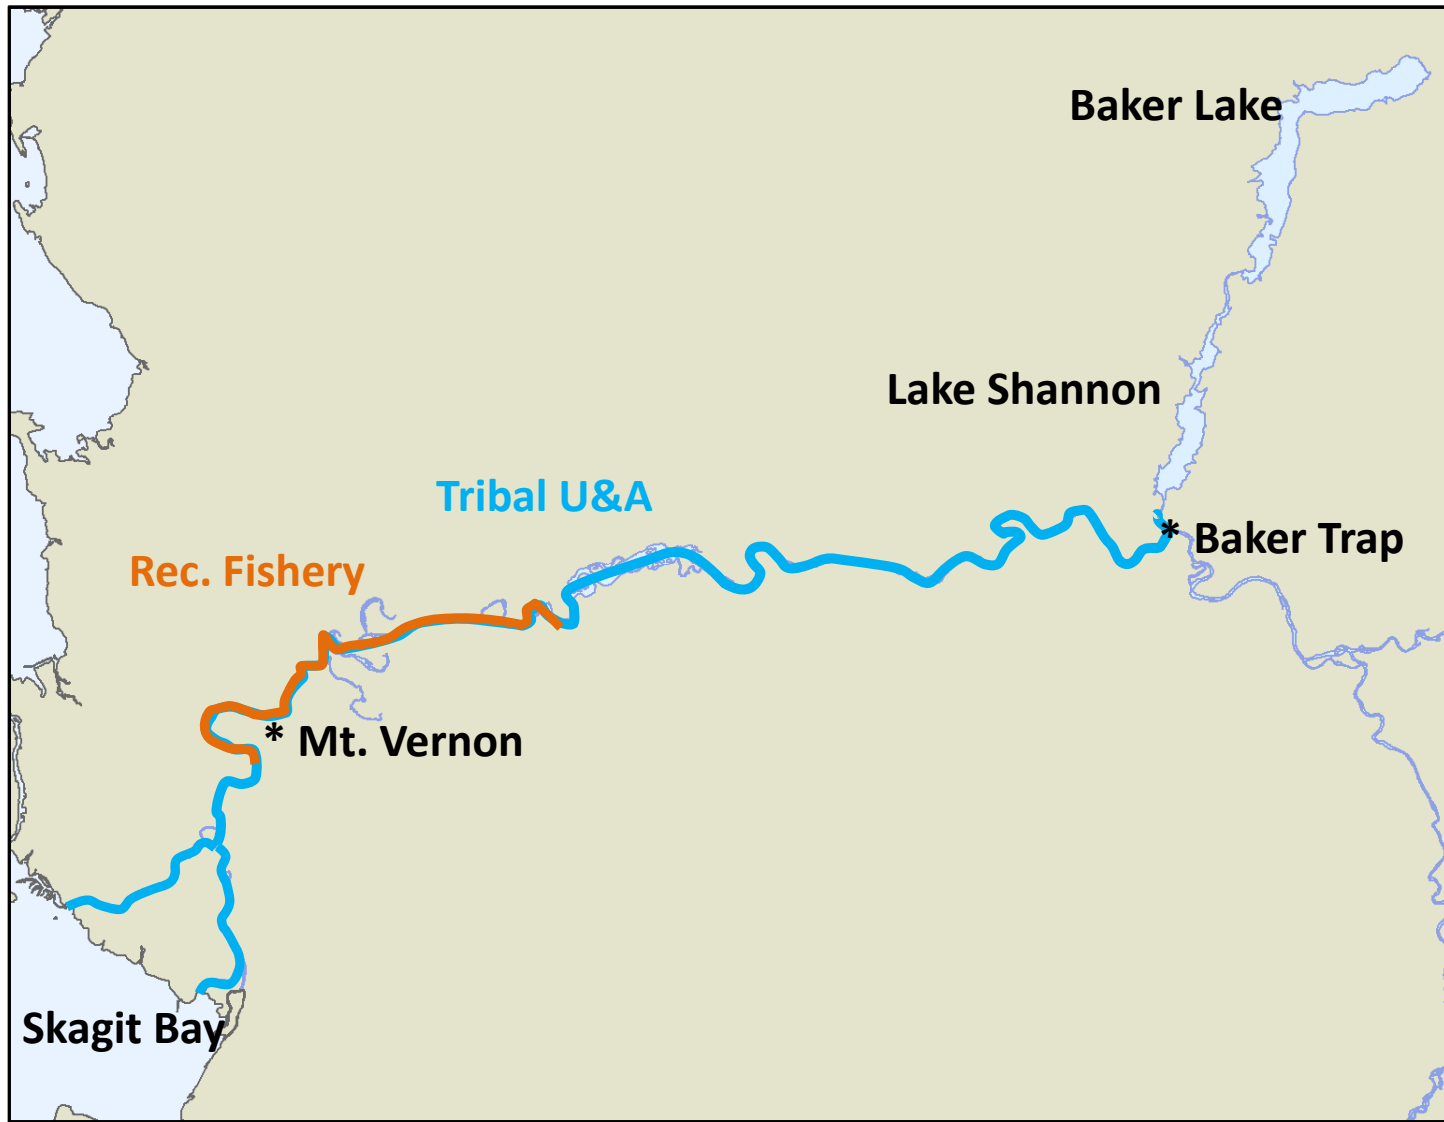 Baker Lake
Lake Shannon
Tribal U&A
* Baker Trap
Rec. Fishery
* Mt. Vernon
Skagit Bay